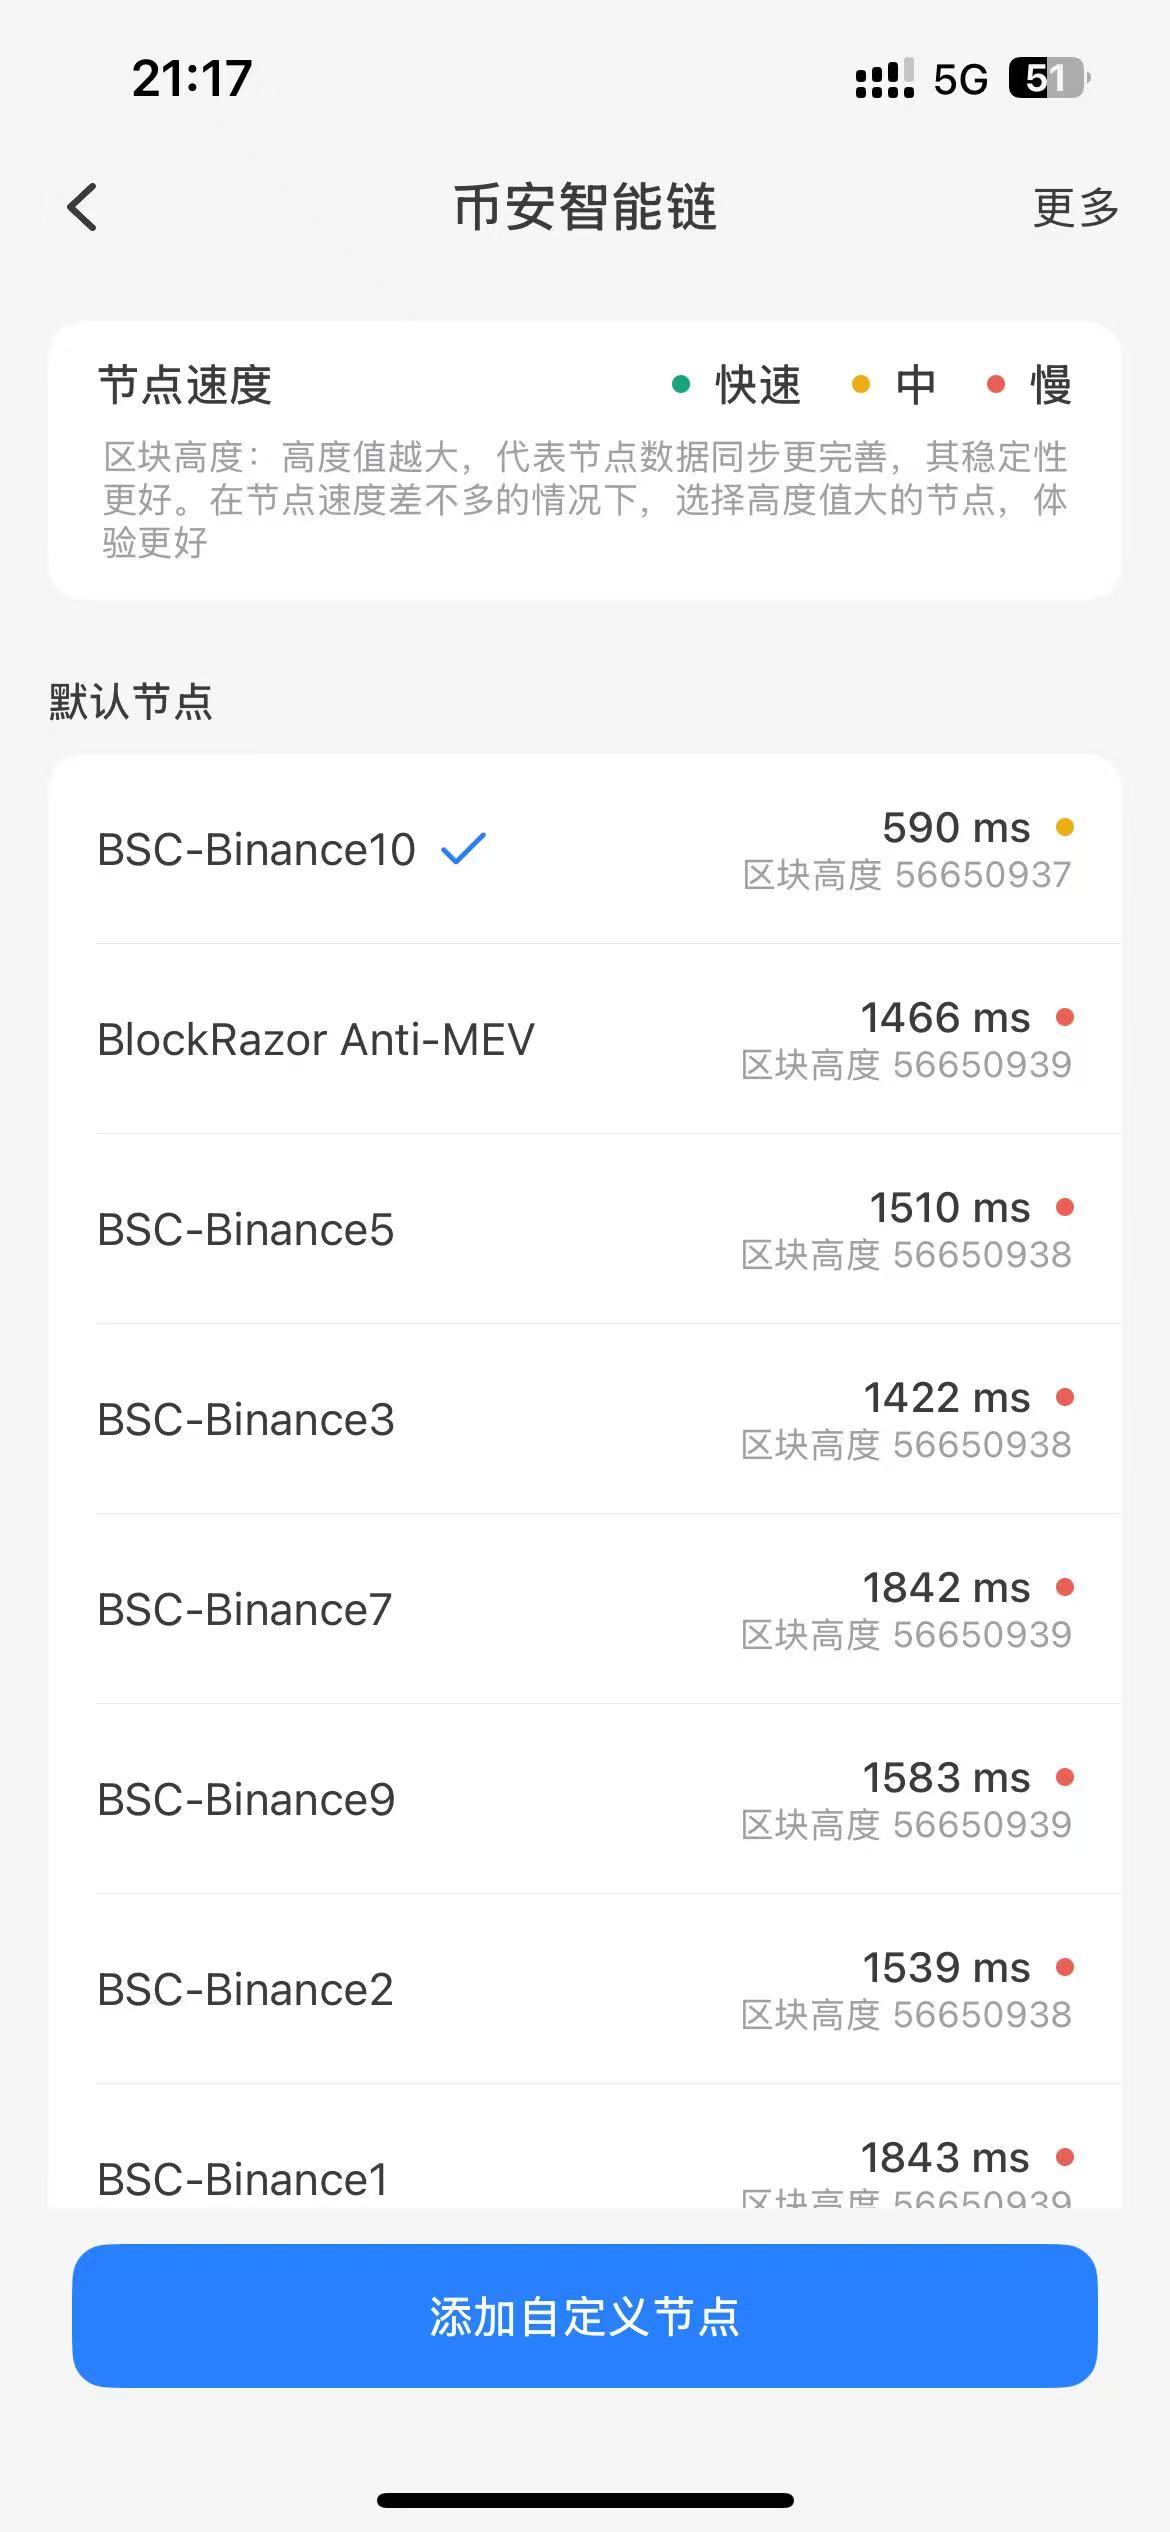 21:17
5G 51
币安智能链
更多
节点速度
快速 中 慢
区块高度：高度值越大，代表节点数据同步更完善，其稳定性
更好。在节点速度差不多的情况下，选择高度值大的节点，体
验更好
默认节点
BSC-Binance10
590 ms
区块高度 56650937
BlockRazor Anti-MEV
1466 ms
区块高度 56650939
BSC-Binance5
1510 ms
区块高度 56650938
BSC-Binance3
1422 ms
区块高度 56650938
BSC-Binance7
1842 ms
区块高度 56650939
BSC-Binance9
1583 ms
区块高度 56650939
BSC-Binance2
1539 ms
区块高度 56650938
BSC-Binance1
1843 ms
区块高度 56650939
添加自定义节点